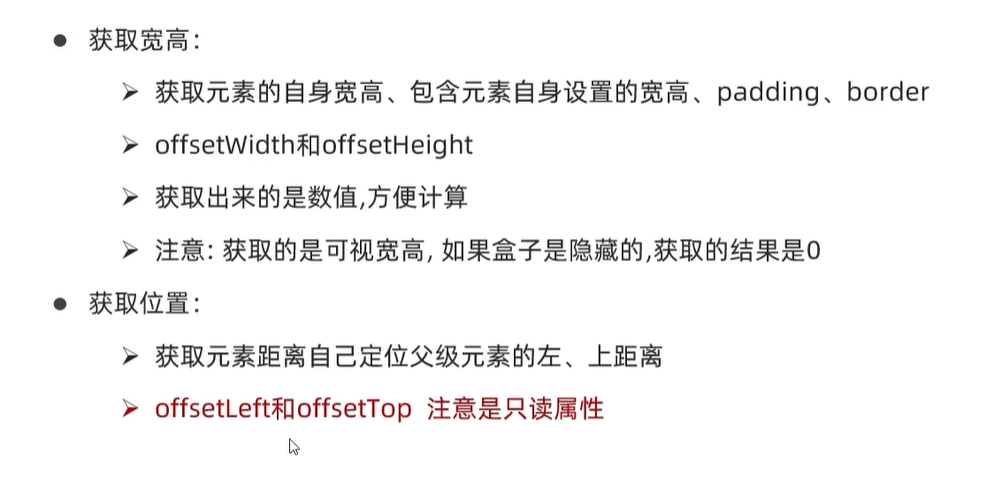 获取宽高：
获取元素的自身宽高、包含元素自身设置的宽高、padding、border
offsetWidth和offsetHeight
获取出来的是数值,方便计算
注意: 获取的是可视宽高, 如果盒子是隐藏的,获取的结果是0
获取位置：
获取元素距离自己定位父级元素的左、上距离
offsetLeft和offsetTop 注意是只读属性